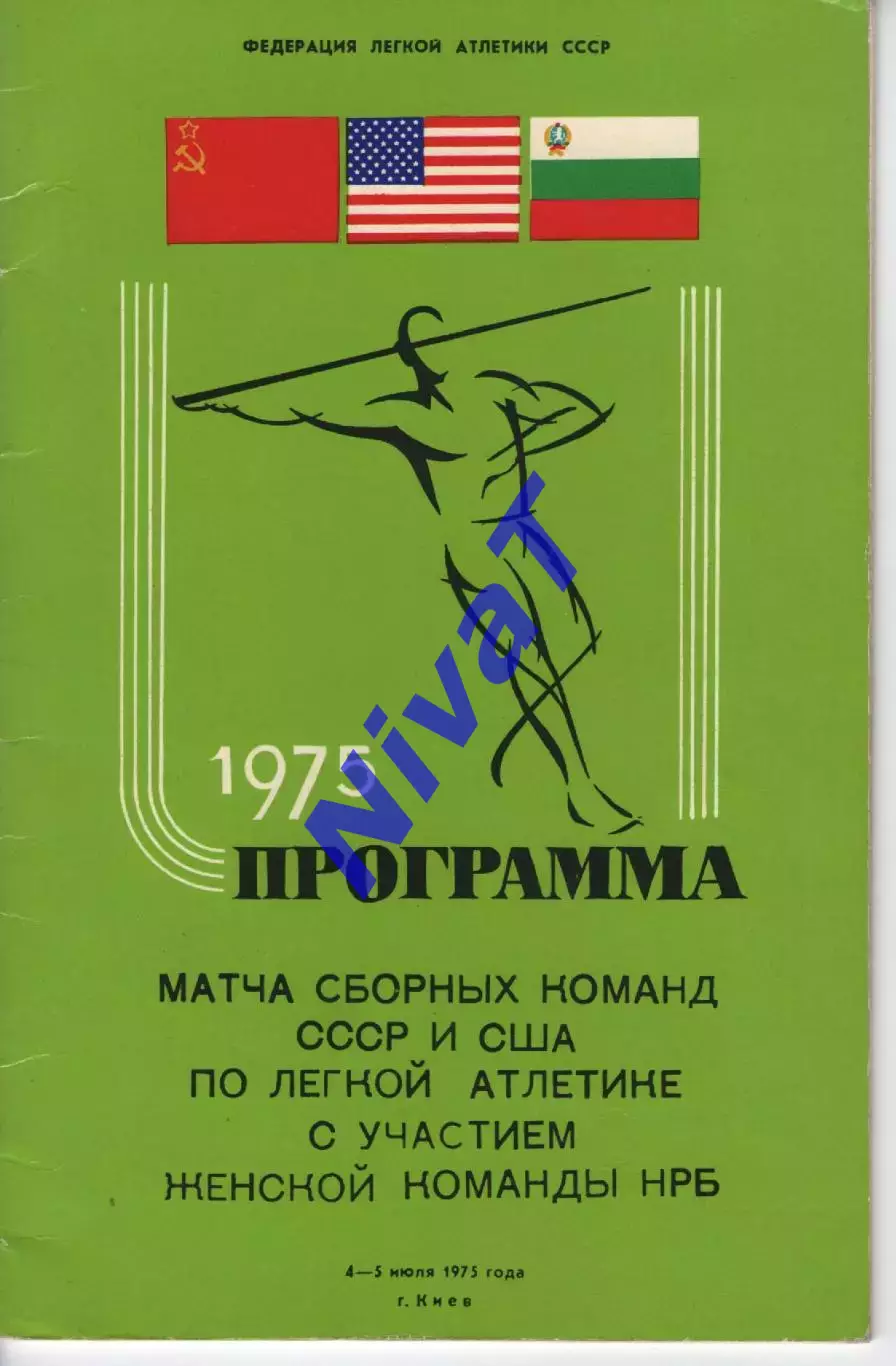 ФЕДЕРАЦИЯ ЛЕГКОЙ АТЛЕТИКИ СССР
NivaT
1975
ПРОГРАММА
МАТЧА СБОРНЫХ КОМАНД
СССР И США
ПО ЛЕГКОЙ АТЛЕТИКЕ
С УЧАСТИЕМ
ЖЕНСКОЙ КОМАНДЫ НРБ
4—5 июля 1975 года
г. Киев